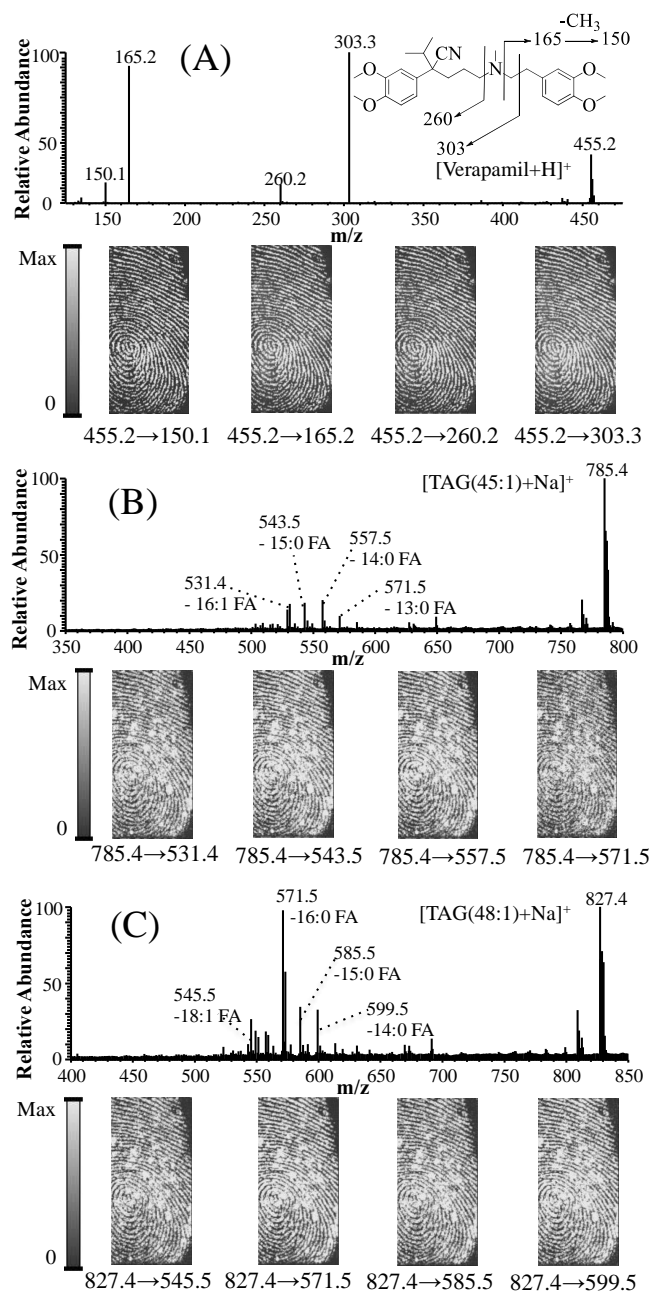 (A)
Relative Abundance
100
50
0
165.2
303.3
150.1
260.2
455.2
[Verapamil+H]+
-CH3
165
150
CN
N
O
O
O
O
260
303
150
200
250
300
350
400
450
m/z
Max
0
455.2→150.1
455.2→165.2
455.2→260.2
455.2→303.3
(B)
Relative Abundance
100
50
0
[TAG(45:1)+Na]+
785.4
543.5
- 15:0 FA
557.5
- 14:0 FA
531.4
- 16:1 FA
571.5
- 13:0 FA
350
400
450
500
550
600
650
700
750
800
m/z
Max
0
785.4→531.4
785.4→543.5
785.4→557.5
785.4→571.5
(C)
Relative Abundance
100
50
0
571.5
-16:0 FA
[TAG(48:1)+Na]+
827.4
585.5
-15:0 FA
545.5
-18:1 FA
599.5
-14:0 FA
400
450
500
550
600
650
700
750
800
850
m/z
Max
0
827.4→545.5
827.4→571.5
827.4→585.5
827.4→599.5